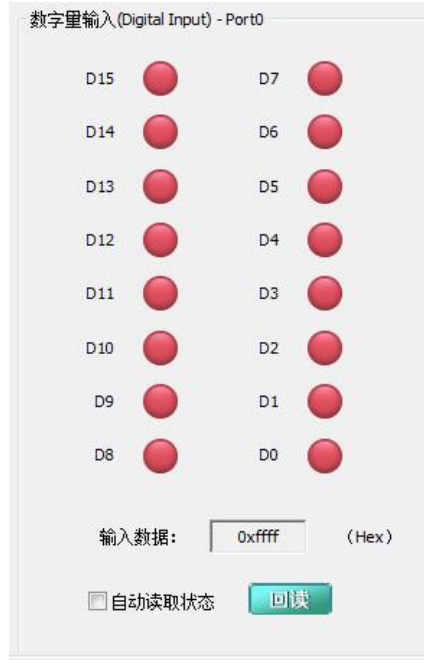 数字里输入(Digital Input) - Port0
D15 D7
D14 D6
D13 D5
D12 D4
D11 D3
D10 D2
D9 D1
D8 D0
输入数据： 0xffff （Hex）
自动读取状态 回读